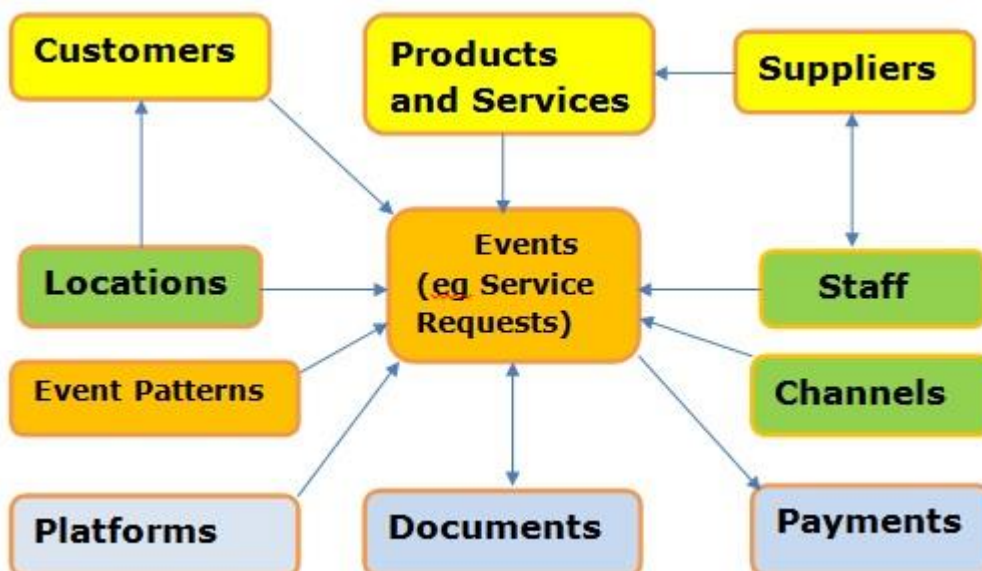 Customers
Products
and Services
Suppliers
Locations
Events
(eg Service
Requests)
Staff
Event Patterns
Channels
Platforms
Documents
Payments